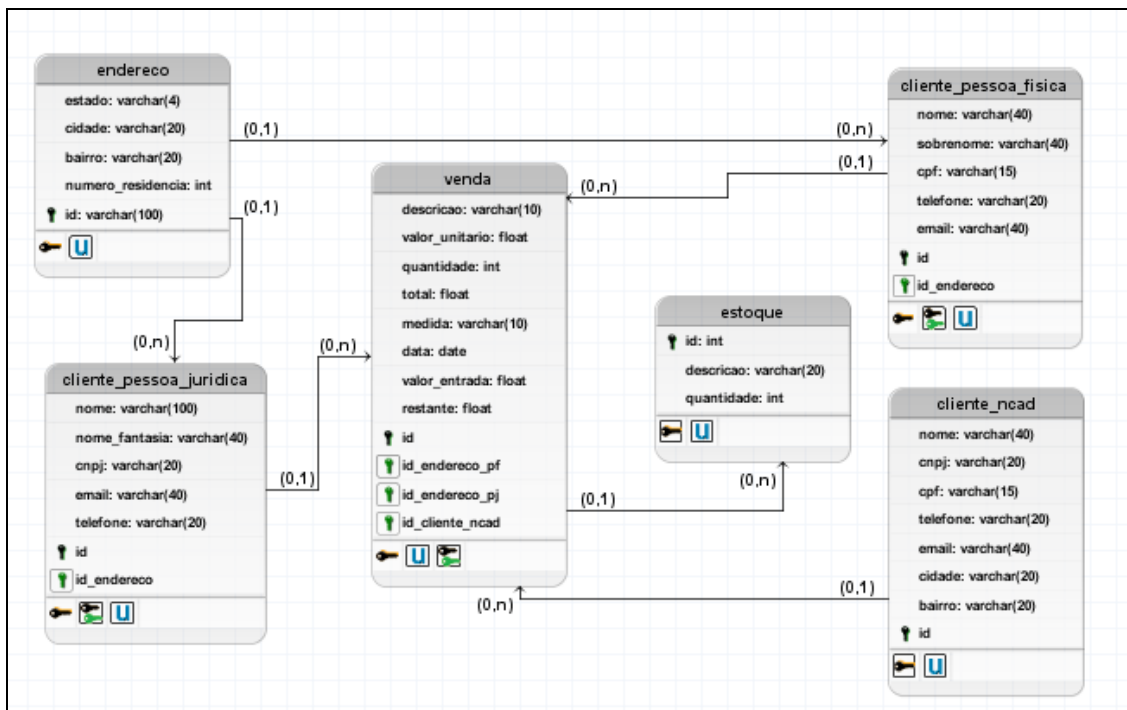 endereco
estado: varchar(4)
cidade: varchar(20)
bairro: varchar(20)
numero_residencia: int
id: varchar(100)
U
(0,1)
(0,n)
(0,1)
(0,n)
cliente_pessoa_fisica
nome: varchar(40)
sobrenome: varchar(40)
cpf: varchar(15)
telefone: varchar(20)
email: varchar(40)
id
id_endereco
U
(0,1)
(0,n)
venda
descricao: varchar(10)
valor_unitario: float
quantidade: int
total: float
medida: varchar(10)
data: date
valor_entrada: float
restante: float
id
id_endereco_pf
id_endereco_pj
id_cliente_ncad
U
cliente_pessoa_juridica
nome: varchar(100)
nome_fantasia: varchar(40)
cnpj: varchar(20)
email: varchar(40)
telefone: varchar(20)
id
id_endereco
U
(0,1)
(0,n)
estoque
id: int
descricao: varchar(20)
quantidade: int
U
(0,1)
(0,n)
cliente_ncad
nome: varchar(40)
cnpj: varchar(20)
cpf: varchar(15)
telefone: varchar(20)
email: varchar(40)
cidade: varchar(20)
bairro: varchar(20)
id
U
(0,1)
(0,n)